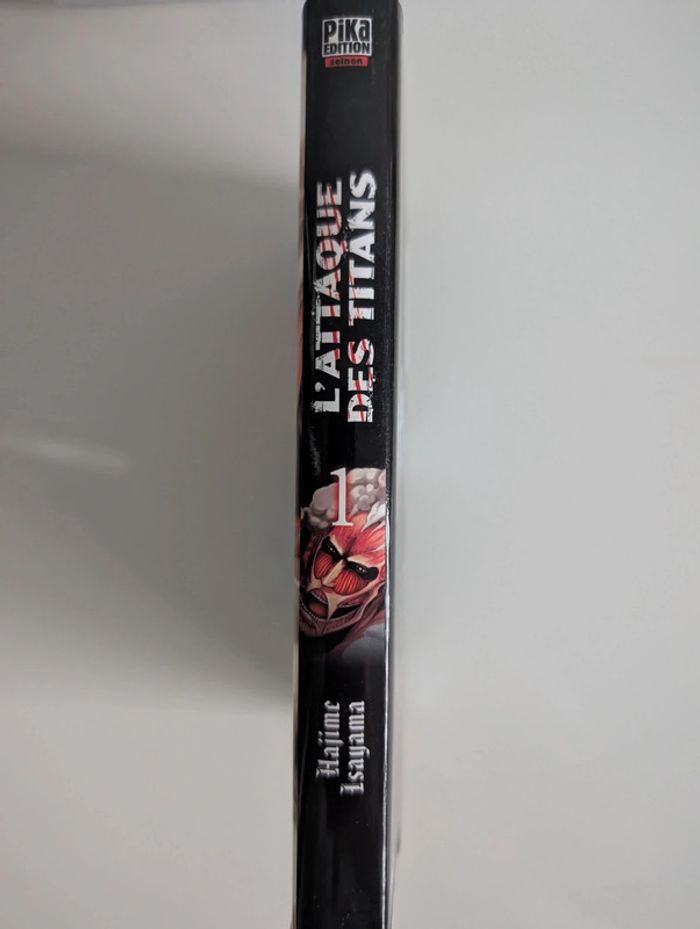 PiKa
EDITION
seinen
L'ATTAQUE
DES TITANS
1
Hajime
Isayama